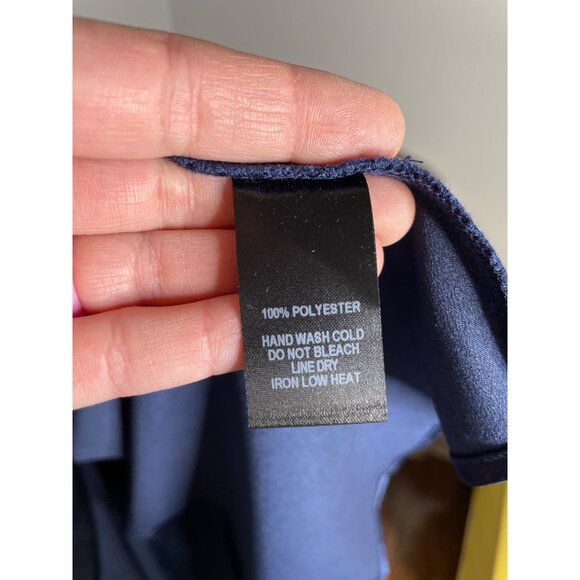 100% POLYESTER
HAND WASH COLD
DO NOT BLEACH
LINE DRY
IRON LOW HEAT